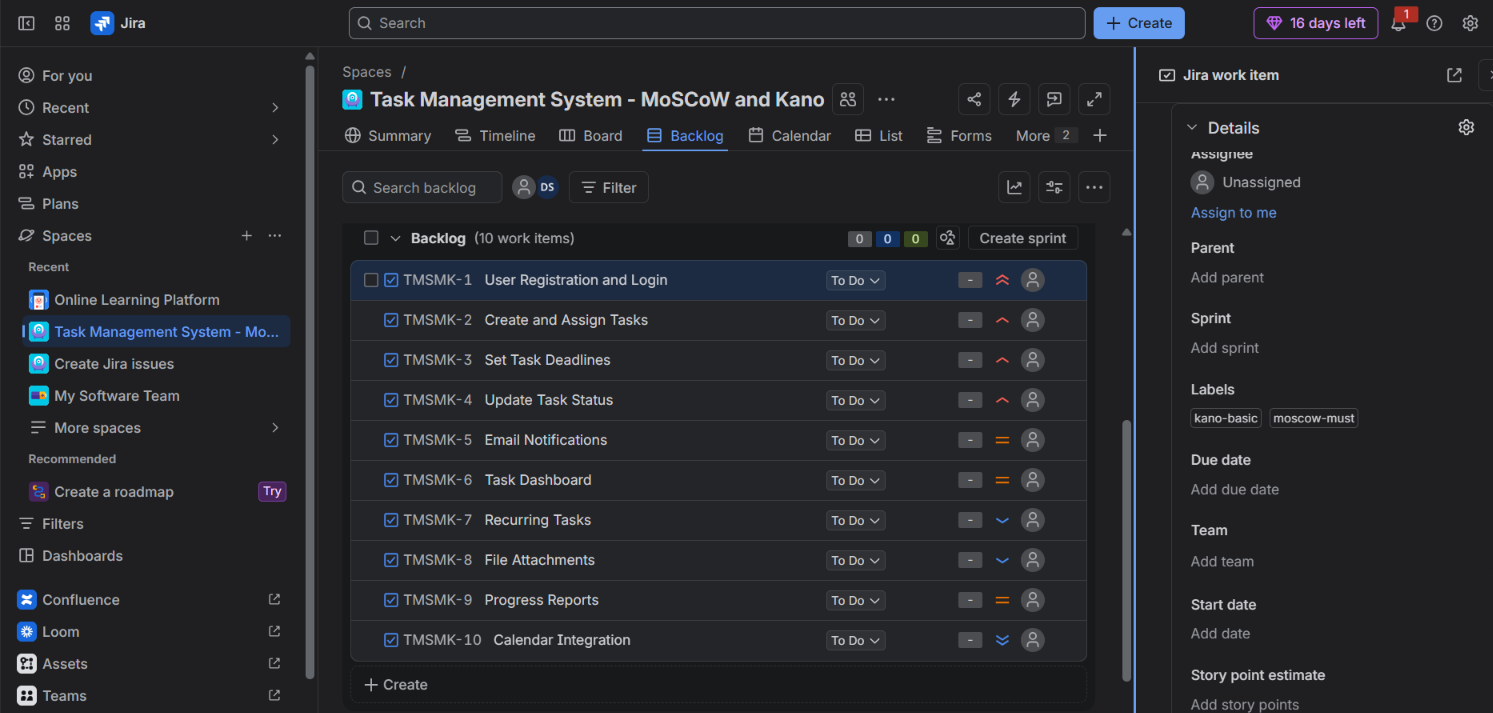 Jira
Search
+ Create
16 days left
1
For you
Recent
Starred
Apps
Plans
Spaces
Recent
Online Learning Platform
Task Management System - Mo...
Create Jira issues
My Software Team
More spaces
Recommended
Create a roadmap Try
Filters
Dashboards
Confluence
Loom
Assets
Teams
Spaces /
Task Management System - MoSCoW and Kano
Summary Timeline Board Backlog Calendar List Forms More 2
Search backlog DS Filter
Backlog (10 work items) 0 0 0 Create sprint
TMSMK-1 User Registration and Login To Do -
TMSMK-2 Create and Assign Tasks To Do -
TMSMK-3 Set Task Deadlines To Do -
TMSMK-4 Update Task Status To Do -
TMSMK-5 Email Notifications To Do -
TMSMK-6 Task Dashboard To Do -
TMSMK-7 Recurring Tasks To Do -
TMSMK-8 File Attachments To Do -
TMSMK-9 Progress Reports To Do -
TMSMK-10 Calendar Integration To Do -
+ Create
Jira work item
Details
Assignee
Unassigned
Assign to me
Parent
Add parent
Sprint
Add sprint
Labels
kano-basic moscow-must
Due date
Add due date
Team
Add team
Start date
Add date
Story point estimate
Add story points